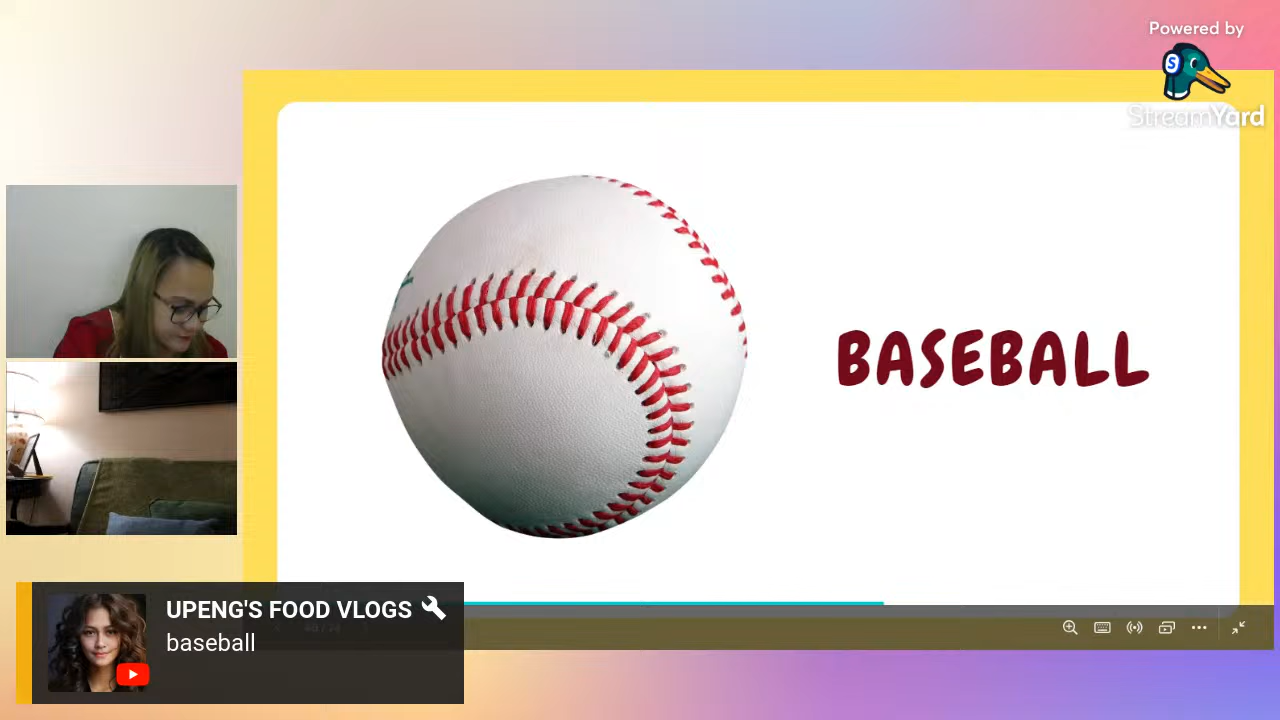 Powered by
StreamYard
BASEBALL
UPENG'S FOOD VLOGS
baseball